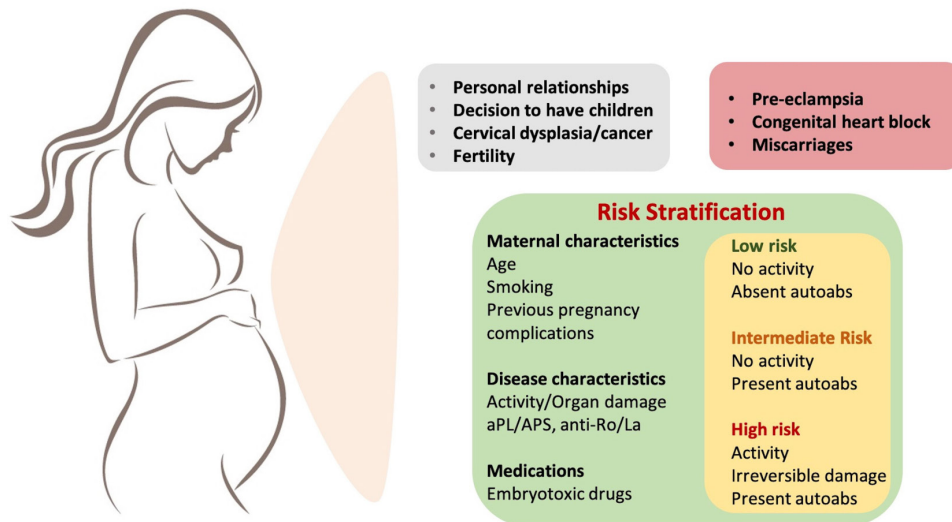 • Personal relationships
• Decision to have children
• Cervical dysplasia/cancer
• Fertility
• Pre-eclampsia
• Congenital heart block
• Miscarriages
Risk Stratification
Maternal characteristics
Age
Smoking
Previous pregnancy
complications
Disease characteristics
Activity/Organ damage
aPL/APS, anti-Ro/La
Medications
Embryotoxic drugs
Low risk
No activity
Absent autoabs
Intermediate Risk
No activity
Present autoabs
High risk
Activity
Irreversible damage
Present autoabs